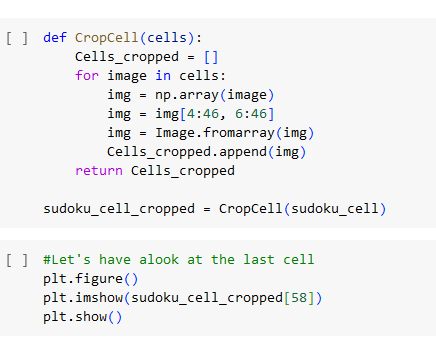 [ ] def CropCell(cells):
Cells_cropped = []
for image in cells:
img = np.array(image)
img = img[4:46, 6:46]
img = Image.fromarray(img)
Cells_cropped.append(img)
return Cells_cropped
sudoku_cell_cropped = CropCell(sudoku_cell)
[ ] #Let's have alook at the last cell
plt.figure()
plt.imshow(sudoku_cell_cropped[58])
plt.show()